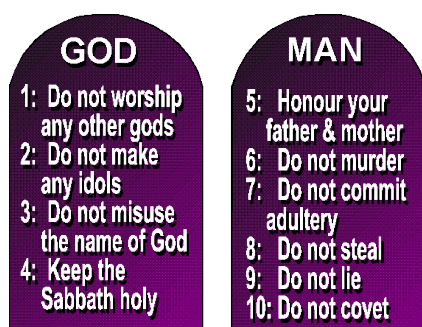 GOD
1: Do not worship
any other gods
2: Do not make
any idols
3: Do not misuse
the name of God
4: Keep the
Sabbath holy
MAN
5: Honour your
father & mother
6: Do not murder
7: Do not commit
adultery
8: Do not steal
9: Do not lie
10: Do not covet